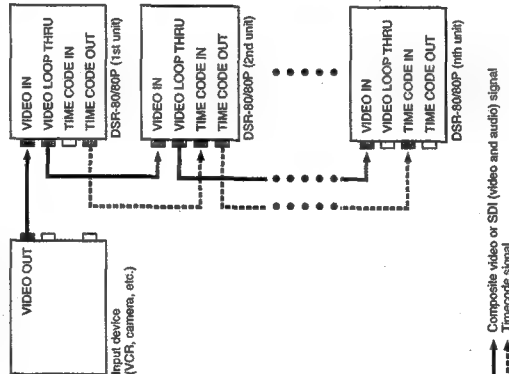 VIDEO OUT
Input device
(VCR, camera, etc.)
VIDEO IN
VIDEO LOOP THRU
TIME CODE IN
TIME CODE OUT
DSR-80/80P (1st unit)
VIDEO IN
VIDEO LOOP THRU
TIME CODE IN
TIME CODE OUT
DSR-80/80P (2nd unit)
VIDEO IN
VIDEO LOOP THRU
TIME CODE IN
TIME CODE OUT
DSR-80/80P (nth unit)
Composite video or SDI (video and audio) signal
Timecode signal